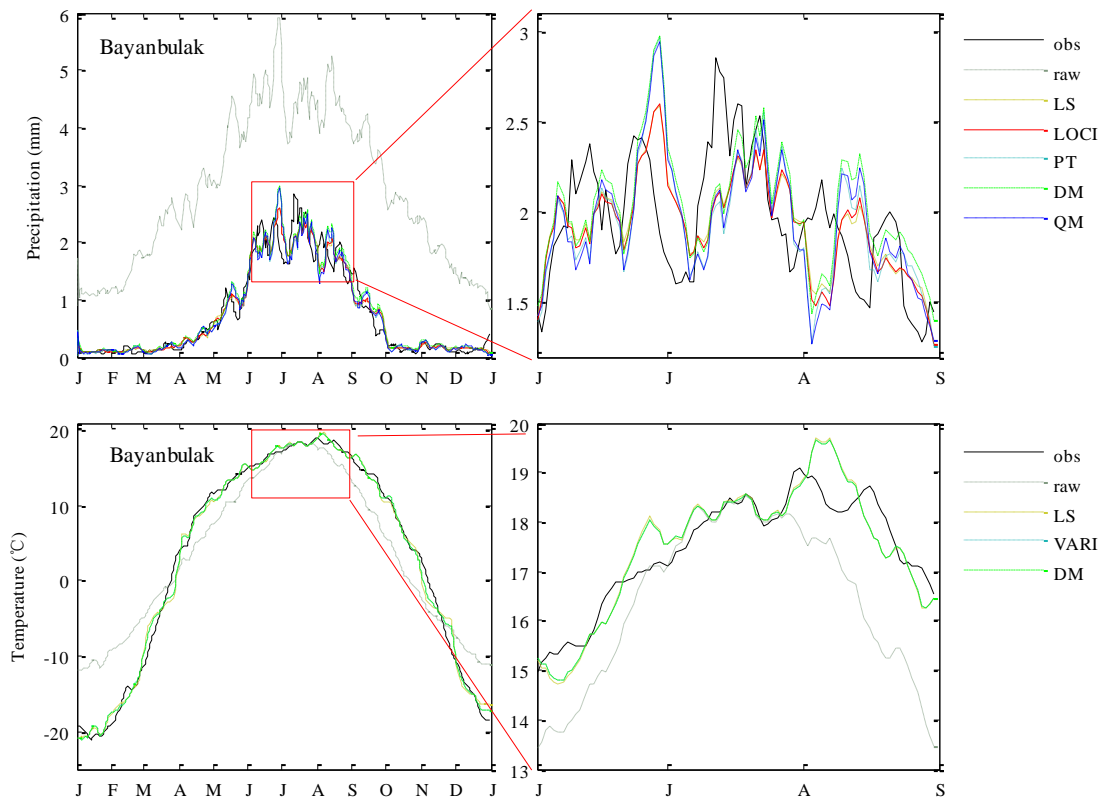 Bayanbulak
Precipitation (mm)
6
5
4
3
2
1
0
J F M A M J J A S O N D J
3
2.5
2
1.5
J J A S
obs
raw
LS
LOCI
PT
DM
QM
Bayanbulak
Temperature (℃)
20
10
0
-10
-20
J F M A M J J A S O N D J
20
19
18
17
16
15
14
13
J J A S
obs
raw
LS
VARI
DM